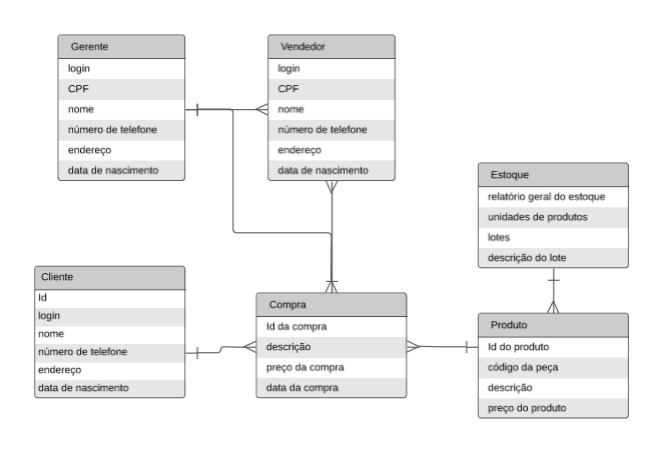 Gerente
login
CPF
nome
número de telefone
endereço
data de nascimento
Vendedor
login
CPF
nome
número de telefone
endereço
data de nascimento
Estoque
relatório geral do estoque
unidades de produtos
lotes
descrição do lote
Cliente
Id
login
nome
número de telefone
endereço
data de nascimento
Compra
Id da compra
descrição
preço da compra
data da compra
Produto
Id do produto
código da peça
descrição
preço do produto